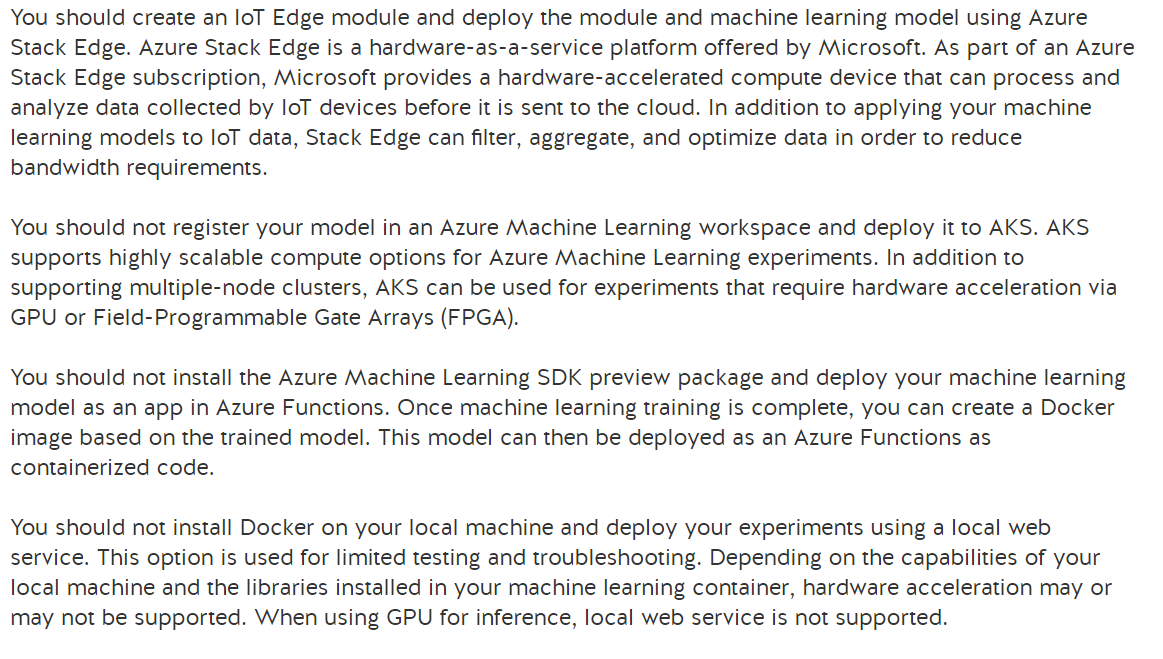 You should create an IoT Edge module and deploy the module and machine learning model using Azure
Stack Edge. Azure Stack Edge is a hardware-as-a-service platform offered by Microsoft. As part of an Azure
Stack Edge subscription, Microsoft provides a hardware-accelerated compute device that can process and
analyze data collected by IoT devices before it is sent to the cloud. In addition to applying your machine
learning models to IoT data, Stack Edge can filter, aggregate, and optimize data in order to reduce
bandwidth requirements.
You should not register your model in an Azure Machine Learning workspace and deploy it to AKS. AKS
supports highly scalable compute options for Azure Machine Learning experiments. In addition to
supporting multiple-node clusters, AKS can be used for experiments that require hardware acceleration via
GPU or Field-Programmable Gate Arrays (FPGA).
You should not install the Azure Machine Learning SDK preview package and deploy your machine learning
model as an app in Azure Functions. Once machine learning training is complete, you can create a Docker
image based on the trained model. This model can then be deployed as an Azure Functions as
containerized code.
You should not install Docker on your local machine and deploy your experiments using a local web
service. This option is used for limited testing and troubleshooting. Depending on the capabilities of your
local machine and the libraries installed in your machine learning container, hardware acceleration may or
may not be supported. When using GPU for inference, local web service is not supported.